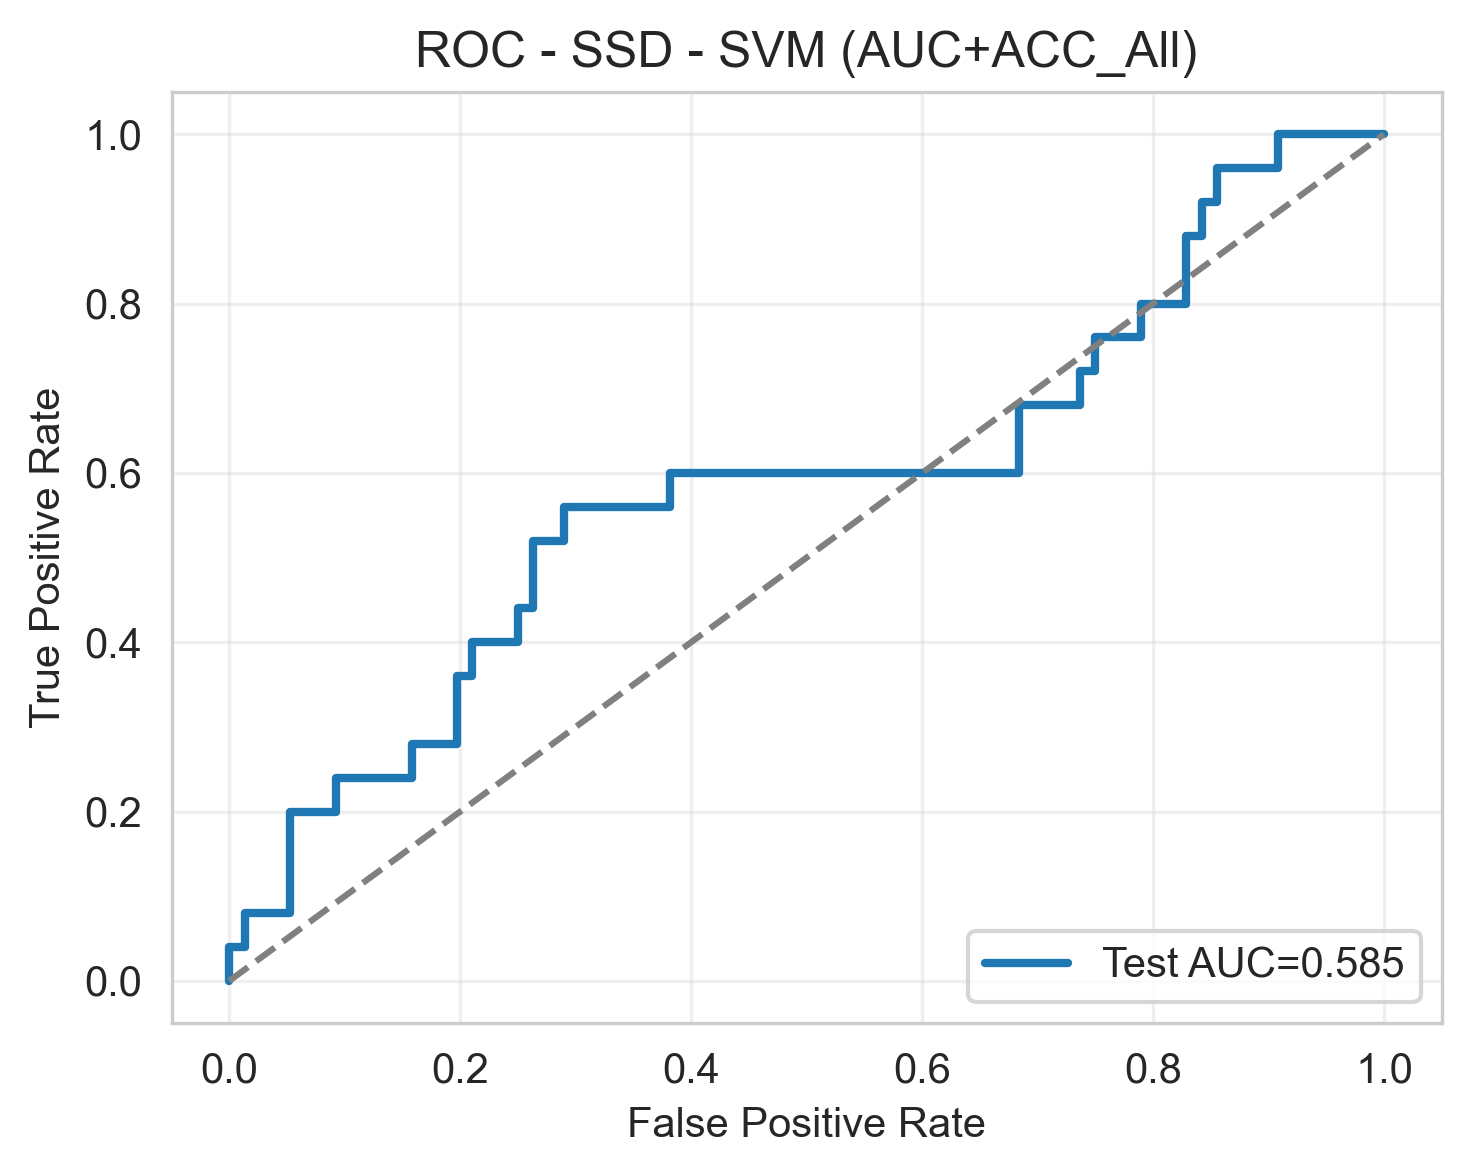 ROC - SSD - SVM (AUC+ACC_All)
True Positive Rate
1.0
0.8
0.6
0.4
0.2
0.0
Test AUC=0.585
0.0 0.2 0.4 0.6 0.8 1.0
False Positive Rate